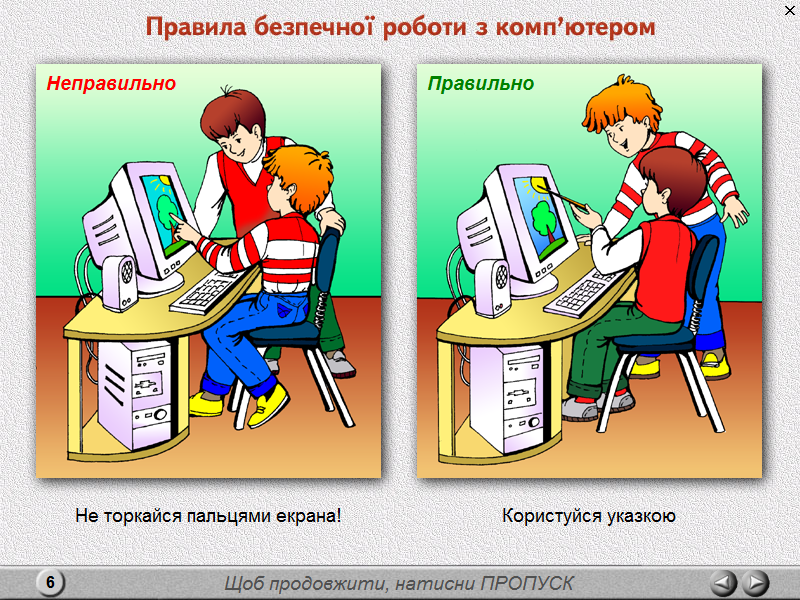 Правила безпечної роботи з комп'ютером
Неправильно
Правильно
Не торкайся пальцями екрана!
Користуйся указкою
6
Щоб продовжити, натисни ПРОПУСК